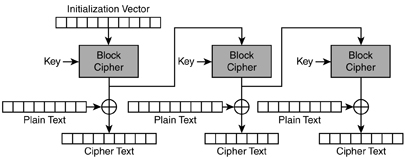 Initialization Vector
Block
Cipher
Block
Cipher
Block
Cipher
Key
Key
Key
Plain Text
Plain Text
Plain Text
Cipher Text
Cipher Text
Cipher Text